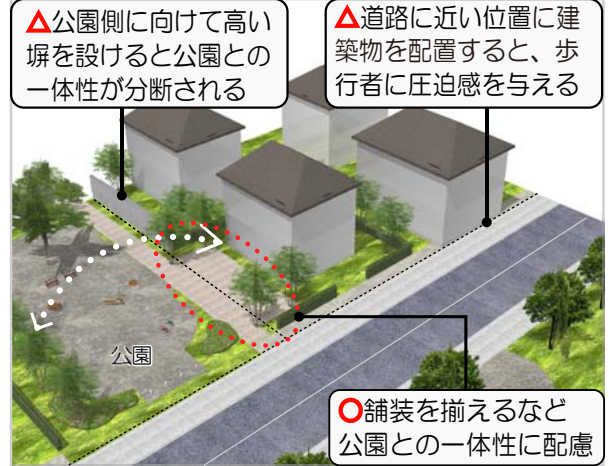 △公園側に向けて高い
塀を設けると公園との
一体性が分断される
△道路に近い位置に建
築物を配置すると、歩
行者に圧迫感を与える
公園
○舗装を揃えるなど
公園との一体性に配慮